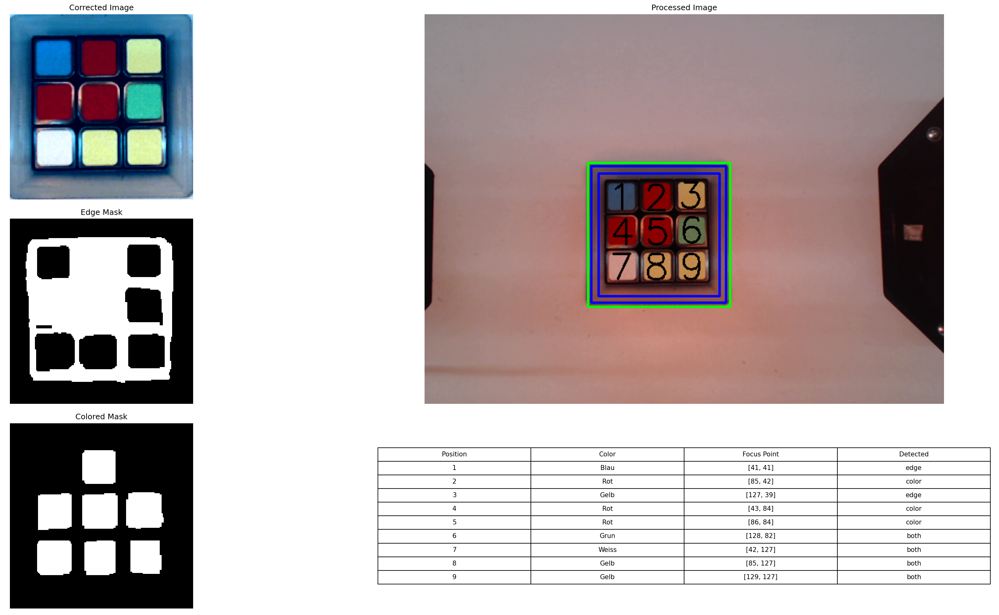 Corrected Image
Processed Image
1 2 3
4 5 6
7 8 9
Edge Mask
Colored Mask
Position Color Focus Point Detected
1 Blau [41, 41] edge
2 Rot [85, 42] color
3 Gelb [127, 39] edge
4 Rot [43, 84] color
5 Rot [86, 84] color
6 Grun [128, 82] both
7 Weiss [42, 127] both
8 Gelb [85, 127] both
9 Gelb [129, 127] both